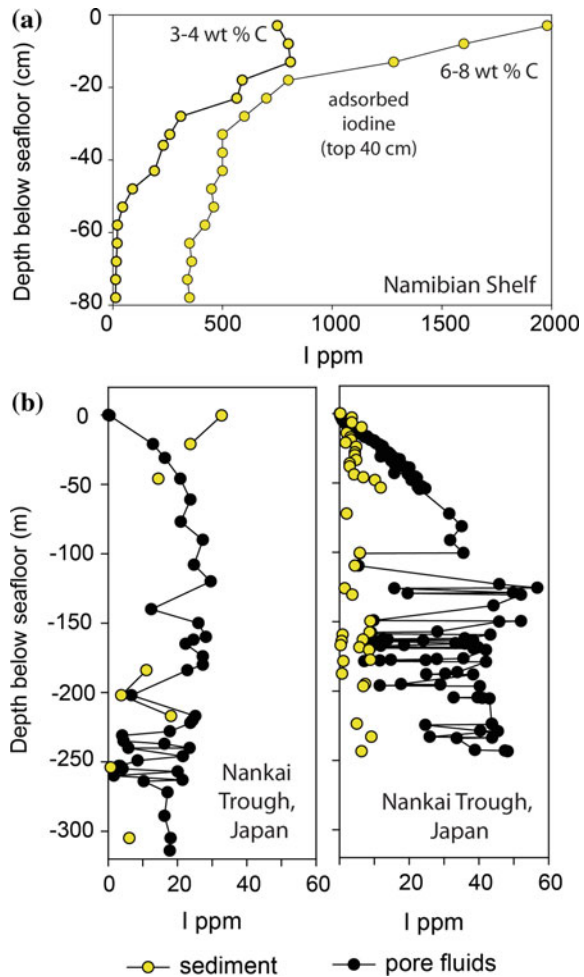 (a)
0
-20
-40
-60
-80
Depth below seafloor (cm)
3-4 wt % C
6-8 wt % C
adsorbed
iodine
(top 40 cm)
Namibian Shelf
0
500
1000
1500
2000
I ppm
(b)
0
-50
-100
-150
-200
-250
-300
Depth below seafloor (m)
Nankai
Trough,
Japan
0
20
40
60
I ppm
Nankai Trough,
Japan
0
20
40
60
I ppm
sediment
pore fluids